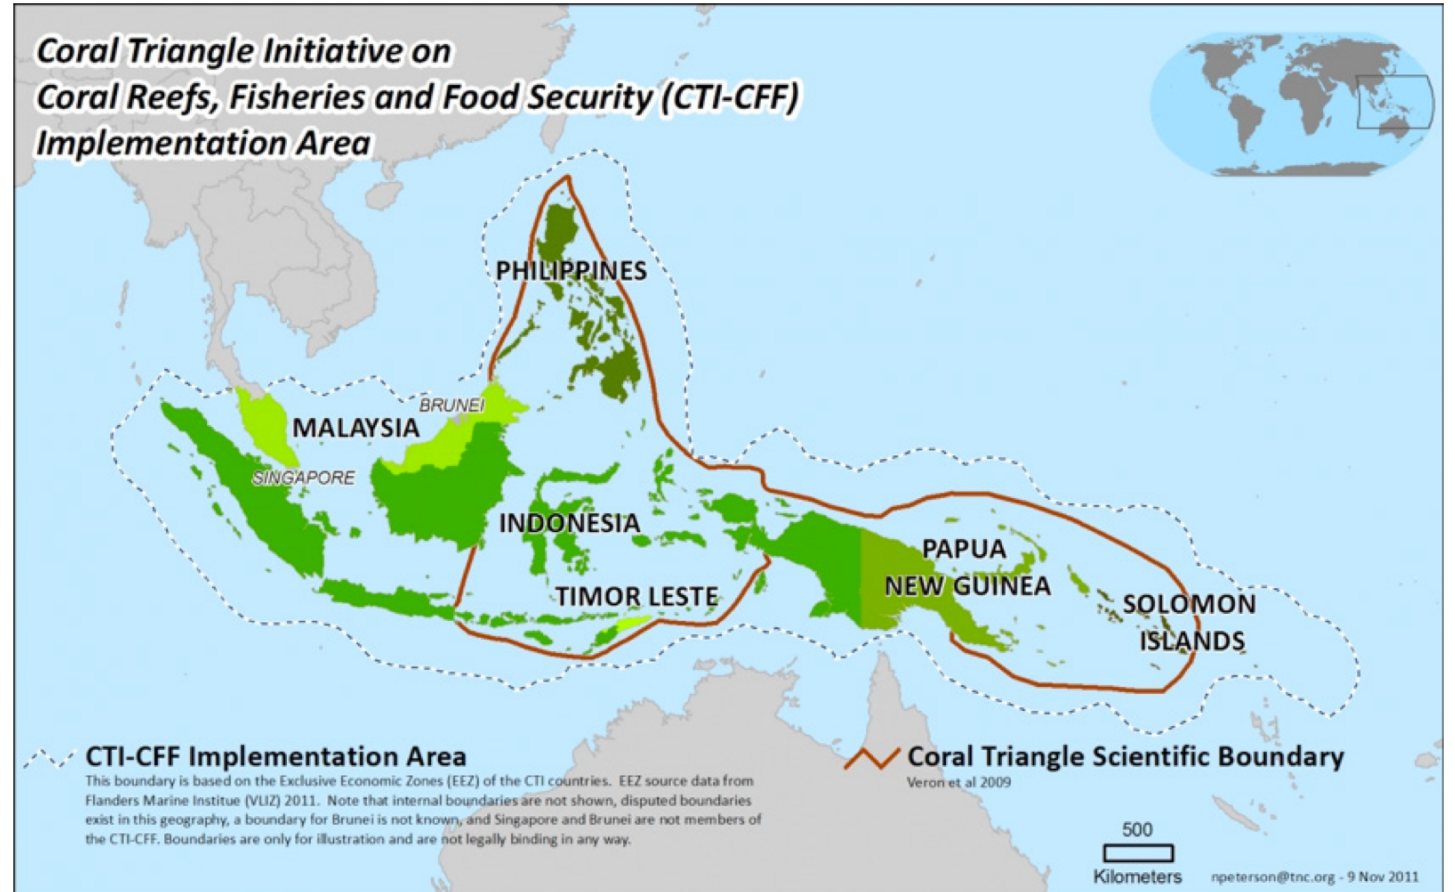 Coral Triangle Initiative on
Coral Reefs, Fisheries and Food Security (CTI-CFF)
Implementation Area
PHILIPPINES
BRUNEI
MALAYSIA
SINGAPORE
INDONESIA
PAPUA
NEW GUINEA
TIMOR LESTE
SOLOMON
ISLANDS
CTI-CFF Implementation Area
This boundary is based on the Exclusive Economic Zones (EEZ) of the CTI countries.  EEZ source data from
Flanders Marine Institue (VLIZ) 2011.  Note that internal boundaries are not shown, disputed boundaries
exist in this geography, a boundary for Brunei is not known, and Singapore and Brunei are not members of
the CTI-CFF. Boundaries are only for illustration and are not legally binding in any way.
Coral Triangle Scientific Boundary
Veron et al 2009
500
Kilometers
npeterson@tnc.org - 9 Nov 2011